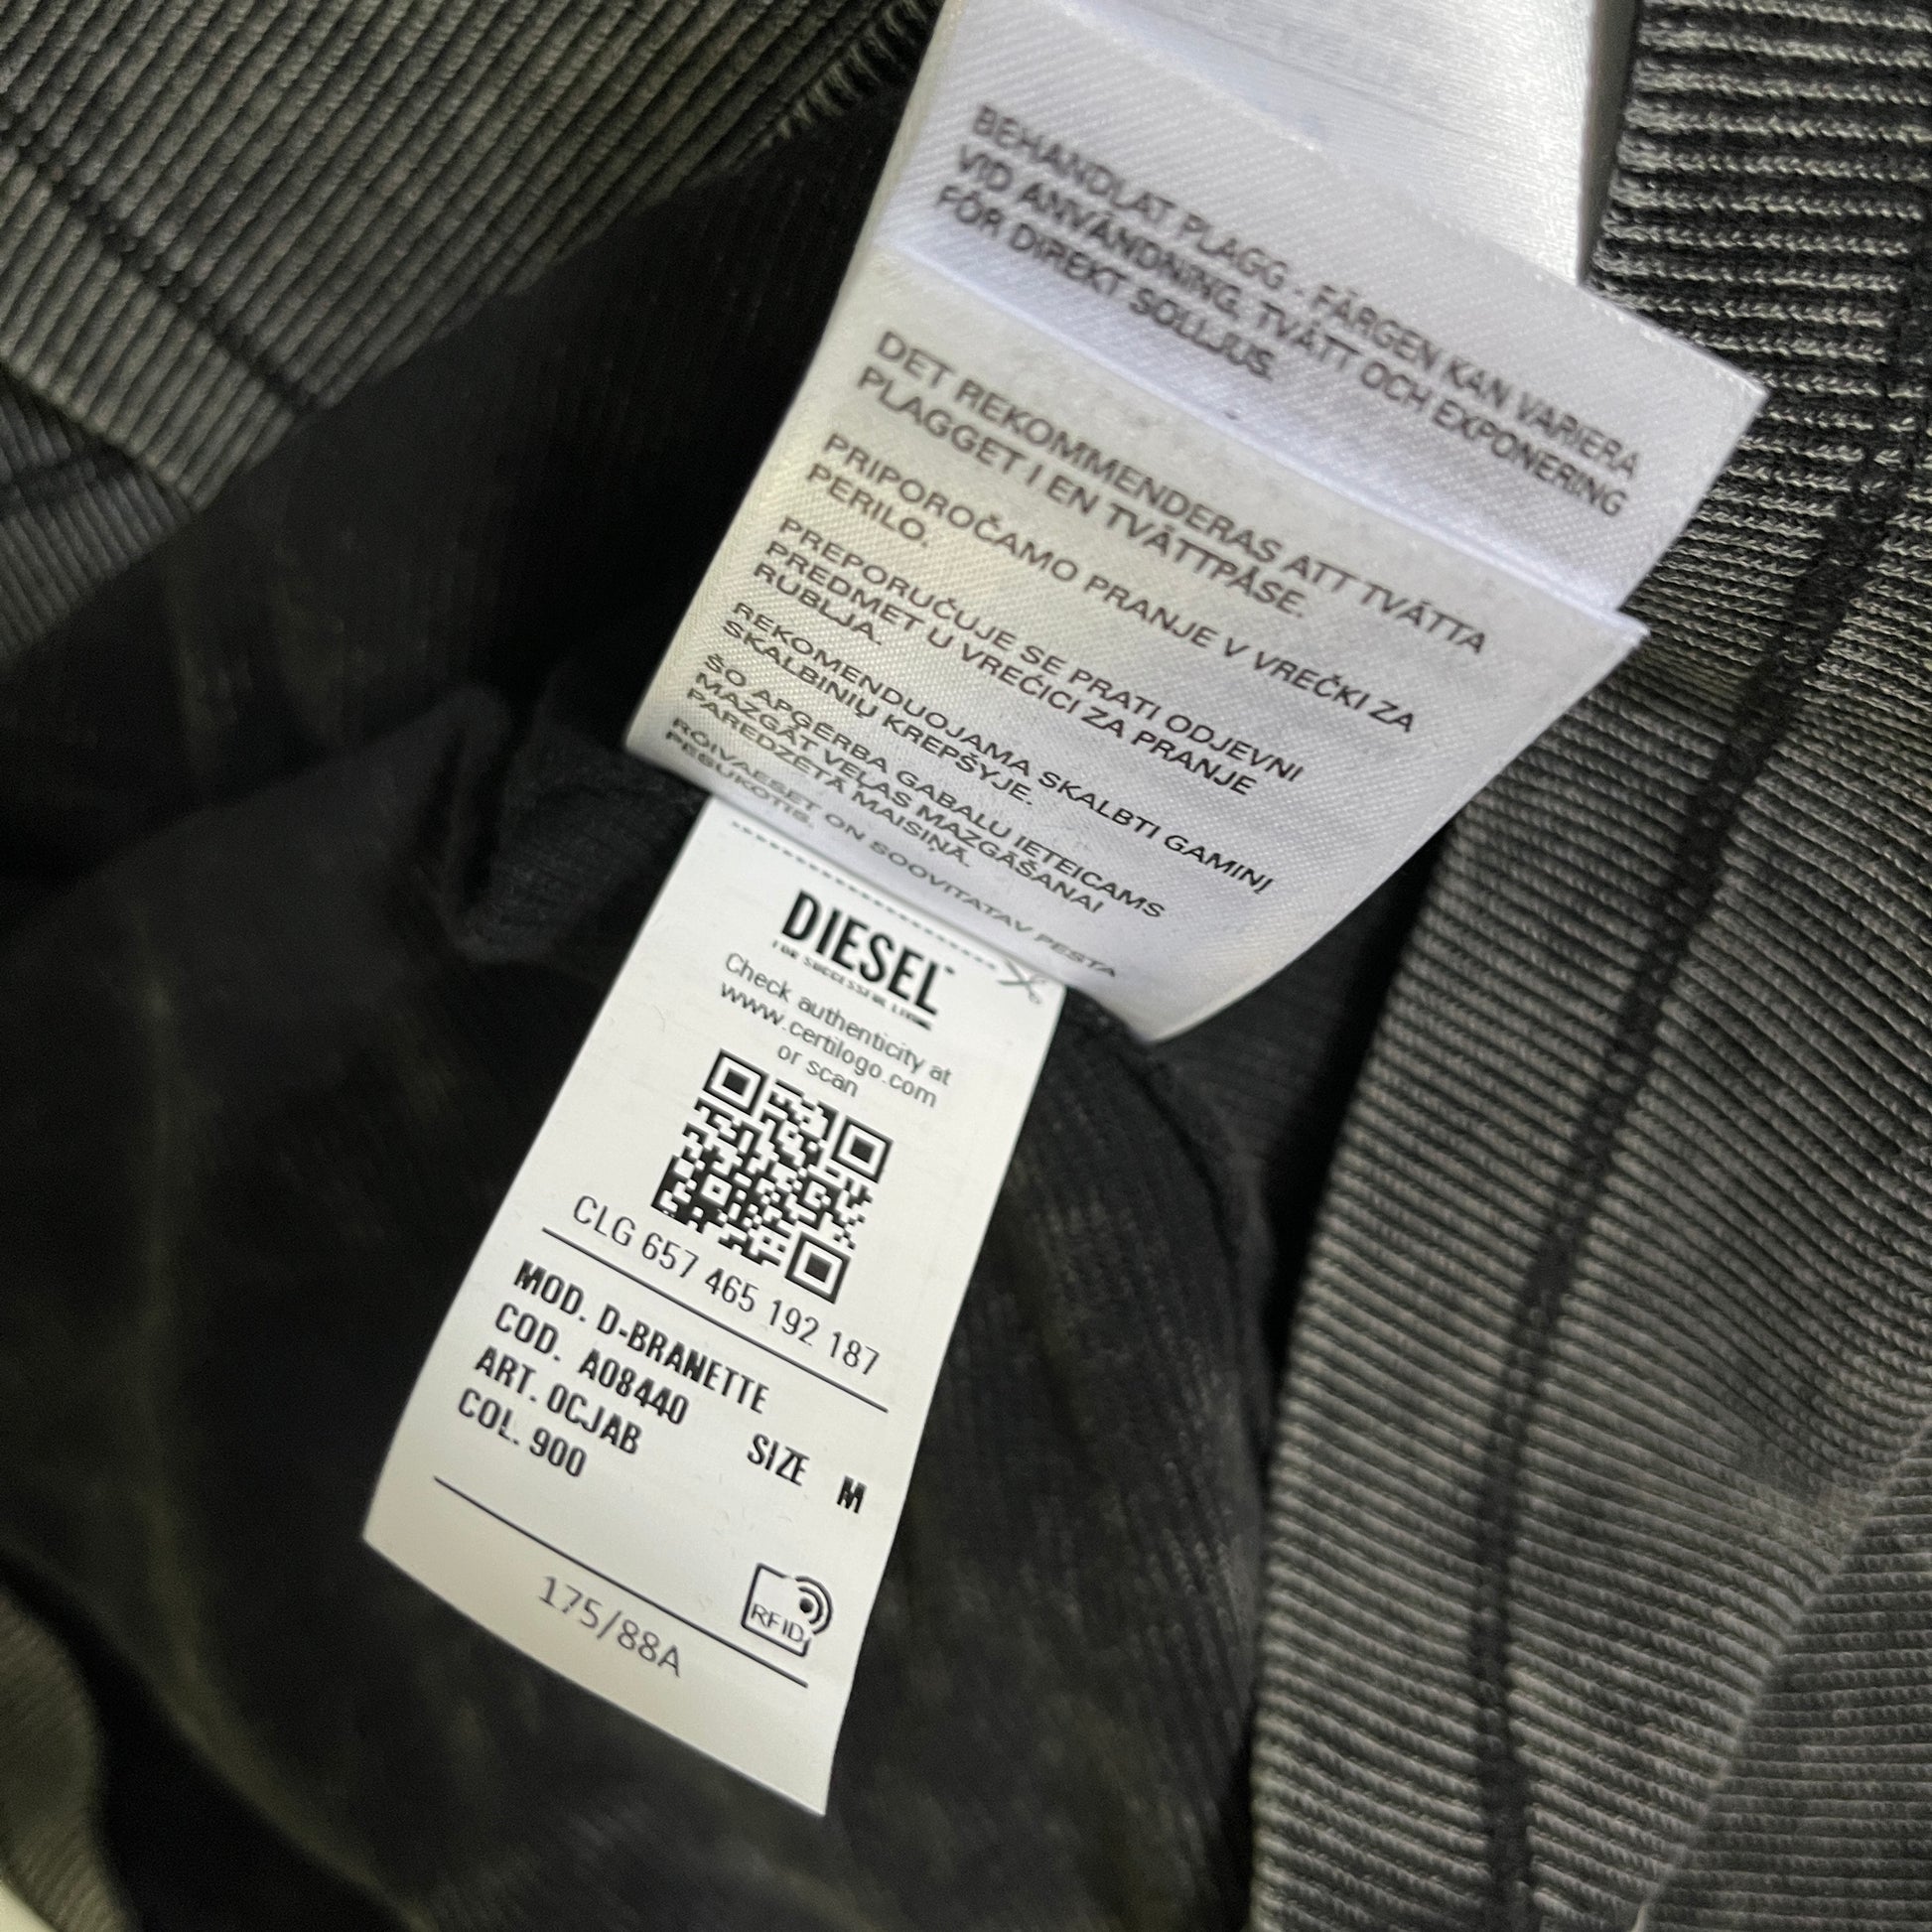 BEHANDLAT PLAGG - FÄRGEN KAN VARIERA
VID ANVÄNDNING, TVÄTT OCH EXPONERING
FÖR DIREKT SOLLJUS.
DET REKOMMENDERAS ATT TVÄTTA
PLAGGET I EN TVÄTTPÅSE.
PRIPOROČAMO PRANJE V VREČKI ZA
PERILO.
PREPORUČUJE SE PRATI ODJEVNI
PREDMET U VREĆICI ZA PRANJE
RUBLJA.
REKOMENDUOJAMA SKALBTI GAMINĮ
SKALBINIŲ KREPŠYJE.
ŠO APĢĒRBA GABALU IETEICAMS
MAZGĀT VEĻAS MAZGĀŠANAI
PAREDZĒTĀ MAISIŅĀ.
RÕIVAESET ON SOOVITATAV PESTA
PESUKOTIS.
DIESEL
FOR SUCCESSFUL LIVING
Check authenticity at
www.certilogo.com
or scan
CLG 657 465 192 187
MOD. D-BRANETTE
COD. A08440
ART. 0CJAB SIZE M
COL. 900
RFID
175/88A